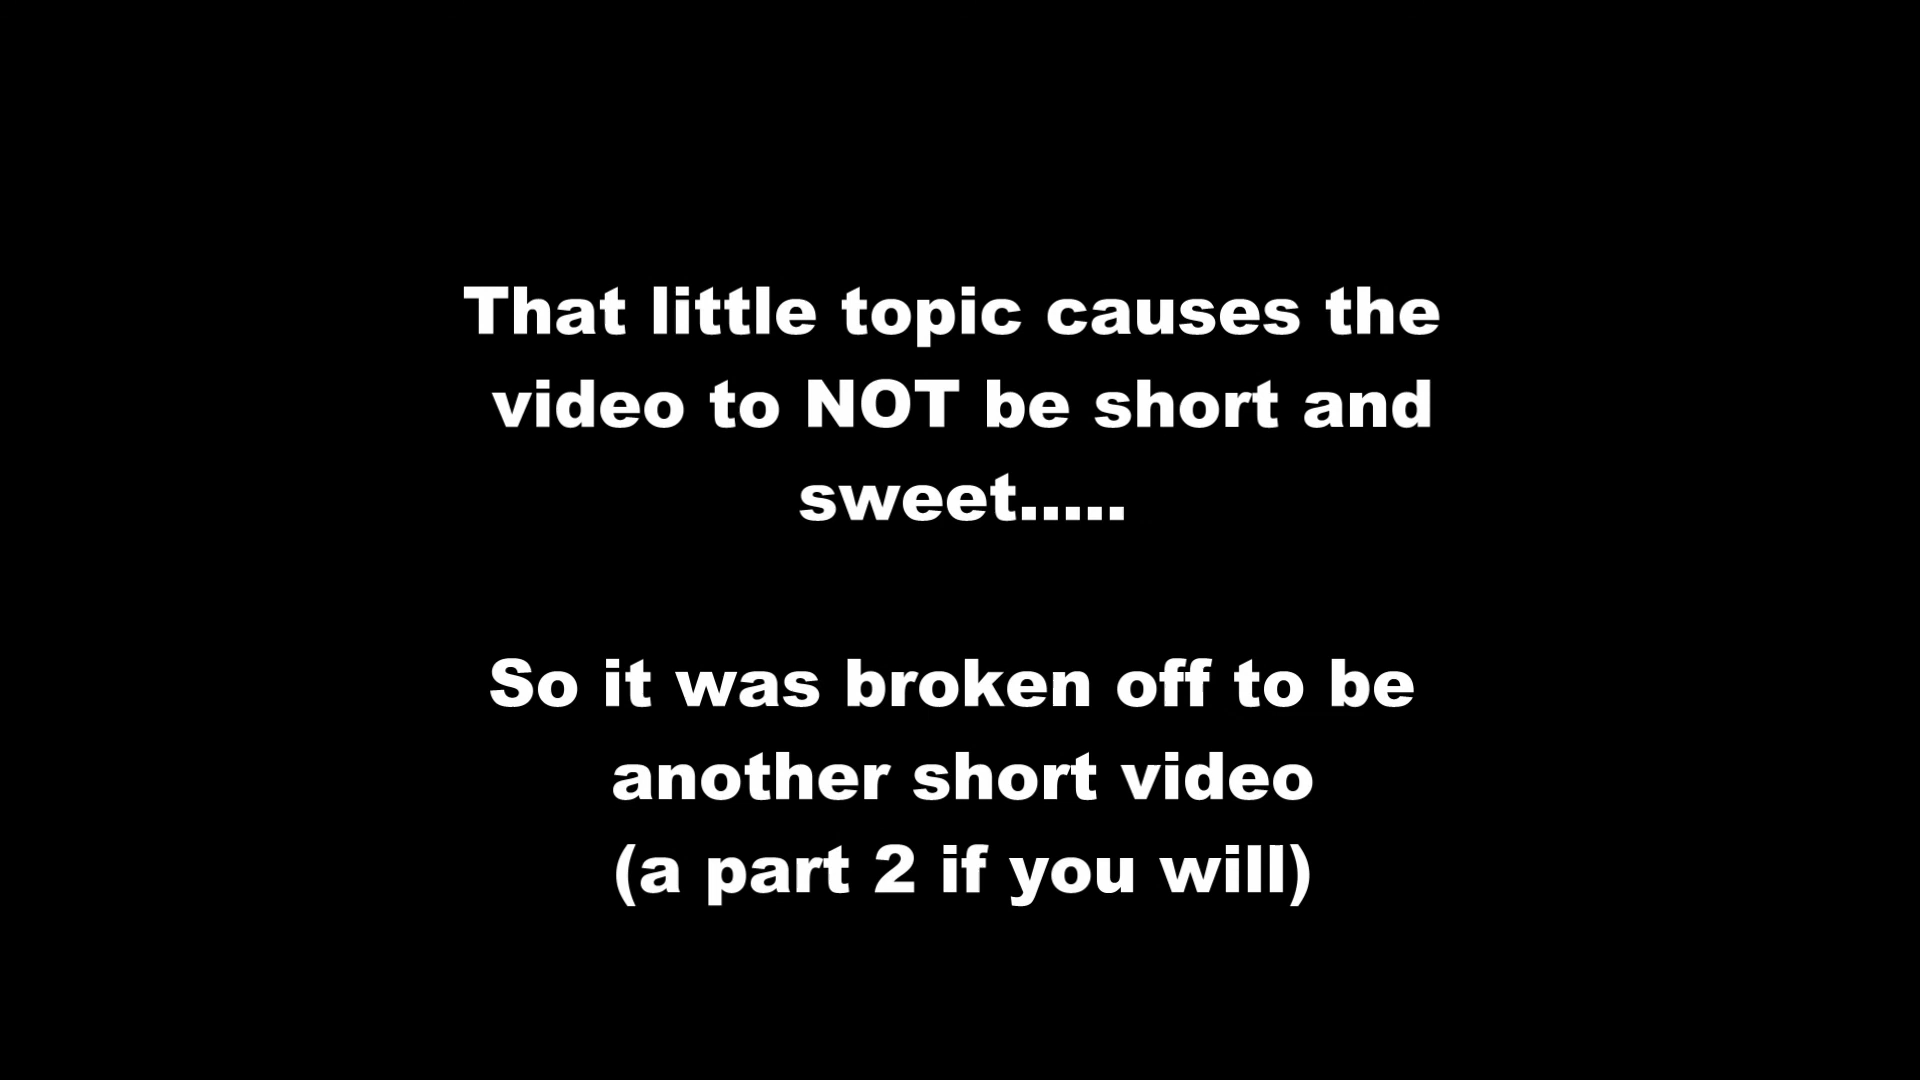 That little topic causes the
video to NOT be short and
sweet.....
So it was broken off to be
another short video
(a part 2 if you will)